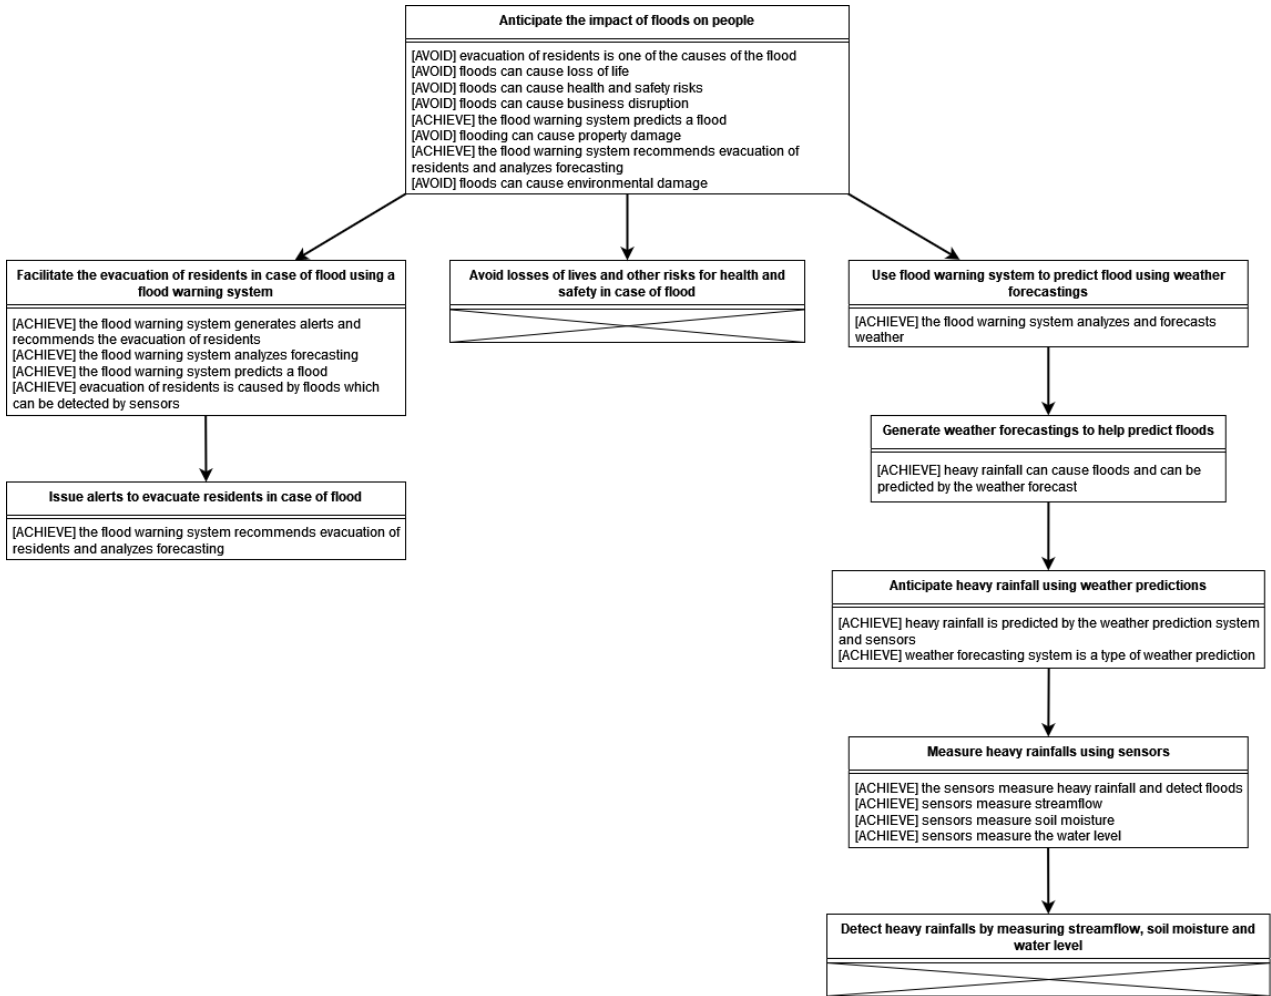 Anticipate the impact of floods on people
[AVOID] evacuation of residents is one of the causes of the flood
[AVOID] floods can cause loss of life
[AVOID] floods can cause health and safety risks
[AVOID] floods can cause business disruption
[ACHIEVE] the flood warning system predicts a flood
[AVOID] flooding can cause property damage
[ACHIEVE] the flood warning system recommends evacuation of
residents and analyzes forecasting
[AVOID] floods can cause environmental damage
Facilitate the evacuation of residents in case of flood using a
flood warning system
[ACHIEVE] the flood warning system generates alerts and
recommends the evacuation of residents
[ACHIEVE] the flood warning system analyzes forecasting
[ACHIEVE] the flood warning system predicts a flood
[ACHIEVE] evacuation of residents is caused by floods which
can be detected by sensors
Avoid losses of lives and other risks for health and
safety in case of flood
Use flood warning system to predict flood using weather
forecastings
[ACHIEVE] the flood warning system analyzes and forecasts
weather
Generate weather forecastings to help predict floods
[ACHIEVE] heavy rainfall can cause floods and can be
predicted by the weather forecast
Issue alerts to evacuate residents in case of flood
[ACHIEVE] the flood warning system recommends evacuation of
residents and analyzes forecasting
Anticipate heavy rainfall using weather predictions
[ACHIEVE] heavy rainfall is predicted by the weather prediction system
and sensors
[ACHIEVE] weather forecasting system is a type of weather prediction
Measure heavy rainfalls using sensors
[ACHIEVE] the sensors measure heavy rainfall and detect floods
[ACHIEVE] sensors measure streamflow
[ACHIEVE] sensors measure soil moisture
[ACHIEVE] sensors measure the water level
Detect heavy rainfalls by measuring streamflow, soil moisture and
water level